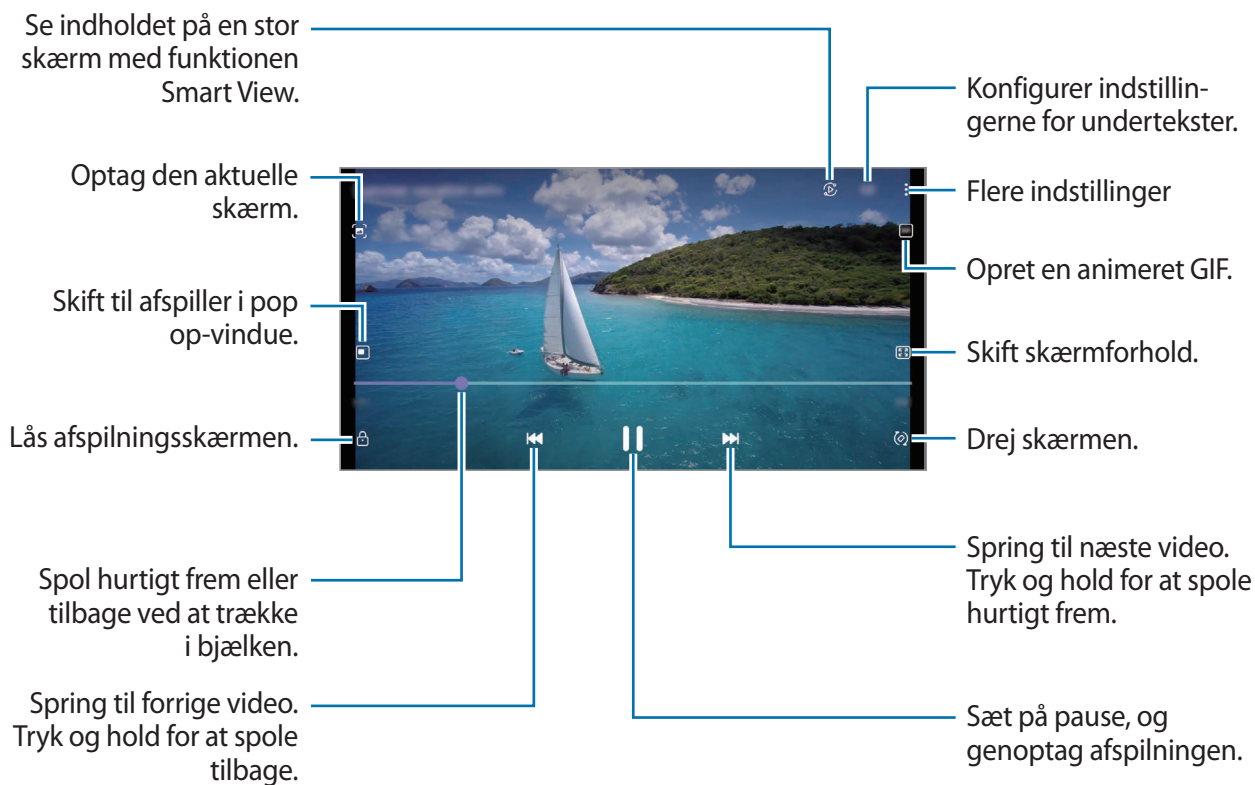 Se indholdet på en stor
skærm med funktionen
Smart View.
Optag den aktuelle
skærm.
Skift til afspiller i pop
op-vindue.
Lås afspilningsskærmen.
Spol hurtigt frem eller
tilbage ved at trække
i bjælken.
Spring til forrige video.
Tryk og hold for at spole
tilbage.
Konfigurer indstillin-
gerne for undertekster.
Flere indstillinger
Opret en animeret GIF.
Skift skærmforhold.
Drej skærmen.
Spring til næste video.
Tryk og hold for at spole
hurtigt frem.
Sæt på pause, og
genoptag afspilningen.